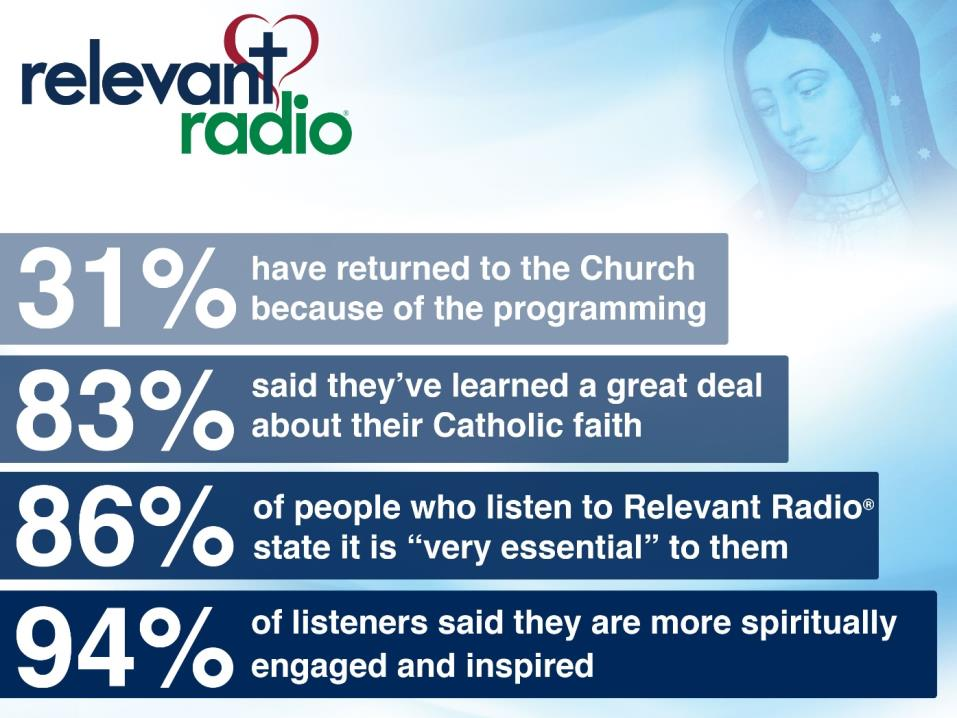 relevant
radio®
31%
have returned to the Church
because of the programming
83%
said they’ve learned a great deal
about their Catholic faith
86%
of people who listen to Relevant Radio®
state it is “very essential” to them
94%
of listeners said they are more spiritually
engaged and inspired